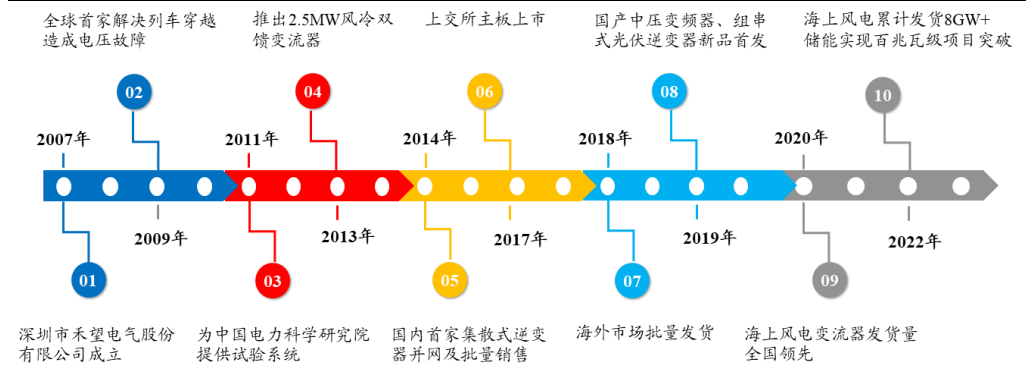 全球首家解决列车穿越
造成电压故障
推出2.5MW风冷双
馈变流器
上交所主板上市
国产中压变频器、组串
式光伏逆变器新品首发
海上风电累计发货8GW+
储能实现百兆瓦级项目突破
02
04
06
08
10
2007年
2011年
2014年
2018年
2020年
2009年
2013年
2017年
2019年
2022年
01
03
05
07
09
深圳市禾望电气股份
有限公司成立
为中国电力科学研究院
提供试验系统
国内首家集散式逆变
器并网及批量销售
海外市场批量发货
海上风电变流器发货量
全国领先